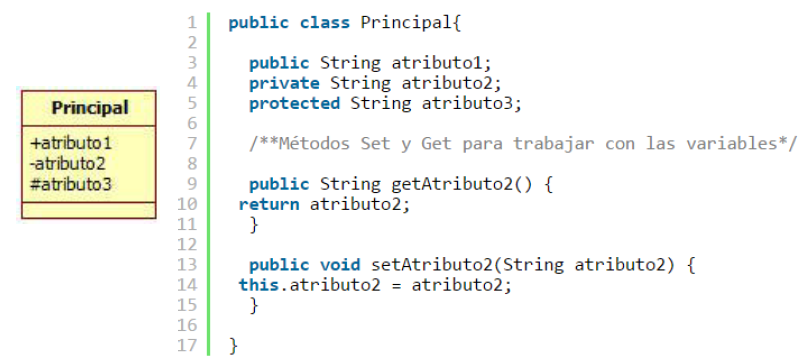 Principal
+atributo1
-atributo2
#atributo3
1 public class Principal{
2
3 public String atributo1;
4 private String atributo2;
5 protected String atributo3;
6
7 /**Métodos Set y Get para trabajar con las variables*/
8
9 public String getAtributo2() {
10 return atributo2;
11 }
12
13 public void setAtributo2(String atributo2) {
14 this.atributo2 = atributo2;
15 }
16
17 }